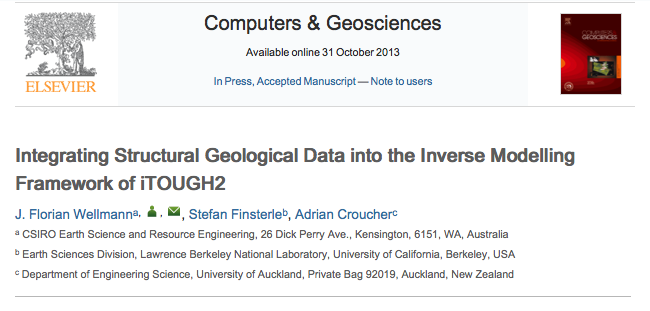 Computers & Geosciences
Available online 31 October 2013
In Press, Accepted Manuscript — Note to users
ELSEVIER
COMPUTERS
GEOSCIENCES
Integrating Structural Geological Data into the Inverse Modelling
Framework of iTOUGH2
J. Florian Wellmannᵃ, , Stefan Finsterleᵇ, Adrian Croucherᶜ
ᵃ CSIRO Earth Science and Resource Engineering, 26 Dick Perry Ave., Kensington, 6151, WA, Australia
ᵇ Earth Sciences Division, Lawrence Berkeley National Laboratory, University of California, Berkeley, USA
ᶜ Department of Engineering Science, University of Auckland, Private Bag 92019, Auckland, New Zealand